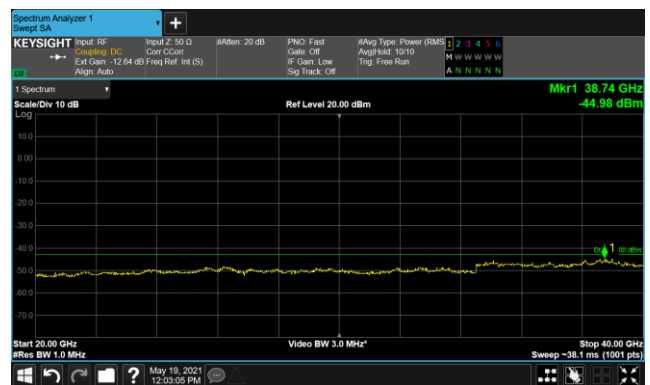 Spectrum Analyzer 1
Swept SA
KEYSIGHT Input: RF Input Z: 50 Ω #Atten: 20 dB PNO: Fast #Avg Type: Power (RMS 1 2 3 4 5 6
Coupling: DC Corr CCorr Gate: Off Avg|Hold: 10/10 M W W W W W
Ext Gain: -12.64 dB Freq Ref: Int (S) IF Gain: Low Trig: Free Run
Align: Auto Sig Track: Off A N N N N N
1 Spectrum Mkr1 38.74 GHz
Scale/Div 10 dB Ref Level 20.00 dBm -44.98 dBm
Log
10.0
0.00
-10.0
-20.0
-30.0
-40.0
1 00 dBm
-50.0
-60.0
-70.0
Start 20.00 GHz Video BW 3.0 MHz* Stop 40.00 GHz
#Res BW 1.0 MHz Sweep ~38.1 ms (1001 pts)
? May 19, 2021
12:03:05 PM